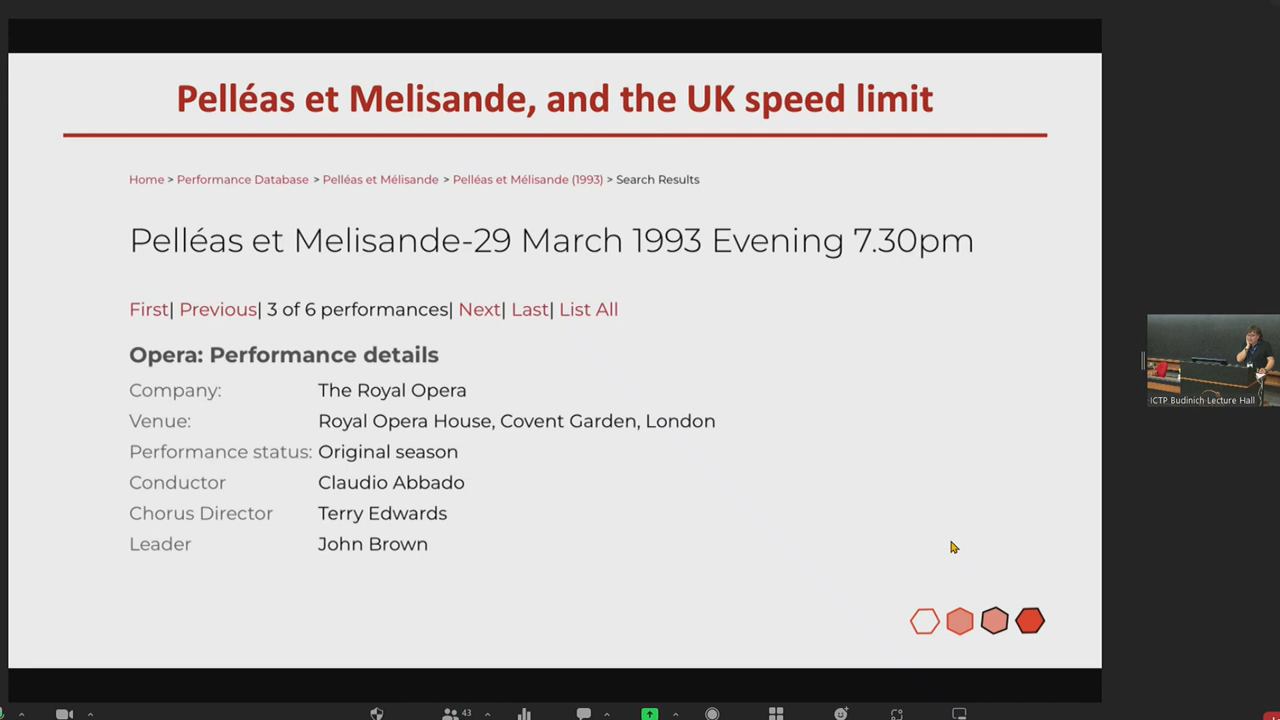 Pelléas et Melisande, and the UK speed limit
Home > Performance Database > Pelléas et Mélisande > Pelléas et Mélisande (1993) > Search Results
Pelléas et Melisande-29 March 1993 Evening 7.30pm
First| Previous| 3 of 6 performances| Next| Last| List All
Opera: Performance details
Company: The Royal Opera
Venue: Royal Opera House, Covent Garden, London
Performance status: Original season
Conductor Claudio Abbado
Chorus Director Terry Edwards
Leader John Brown
ICTP Budinich Lecture Hall
43